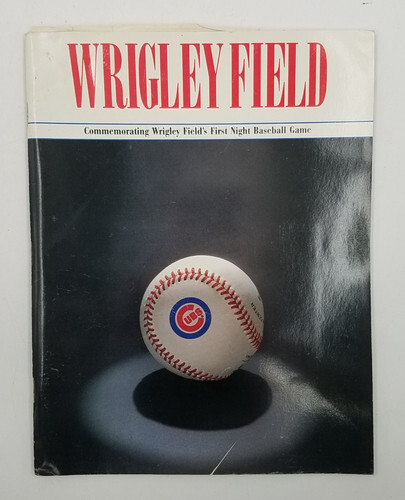 WRIGLEY FIELD
Commemorating Wrigley Field's First Night Baseball Game
CUBS